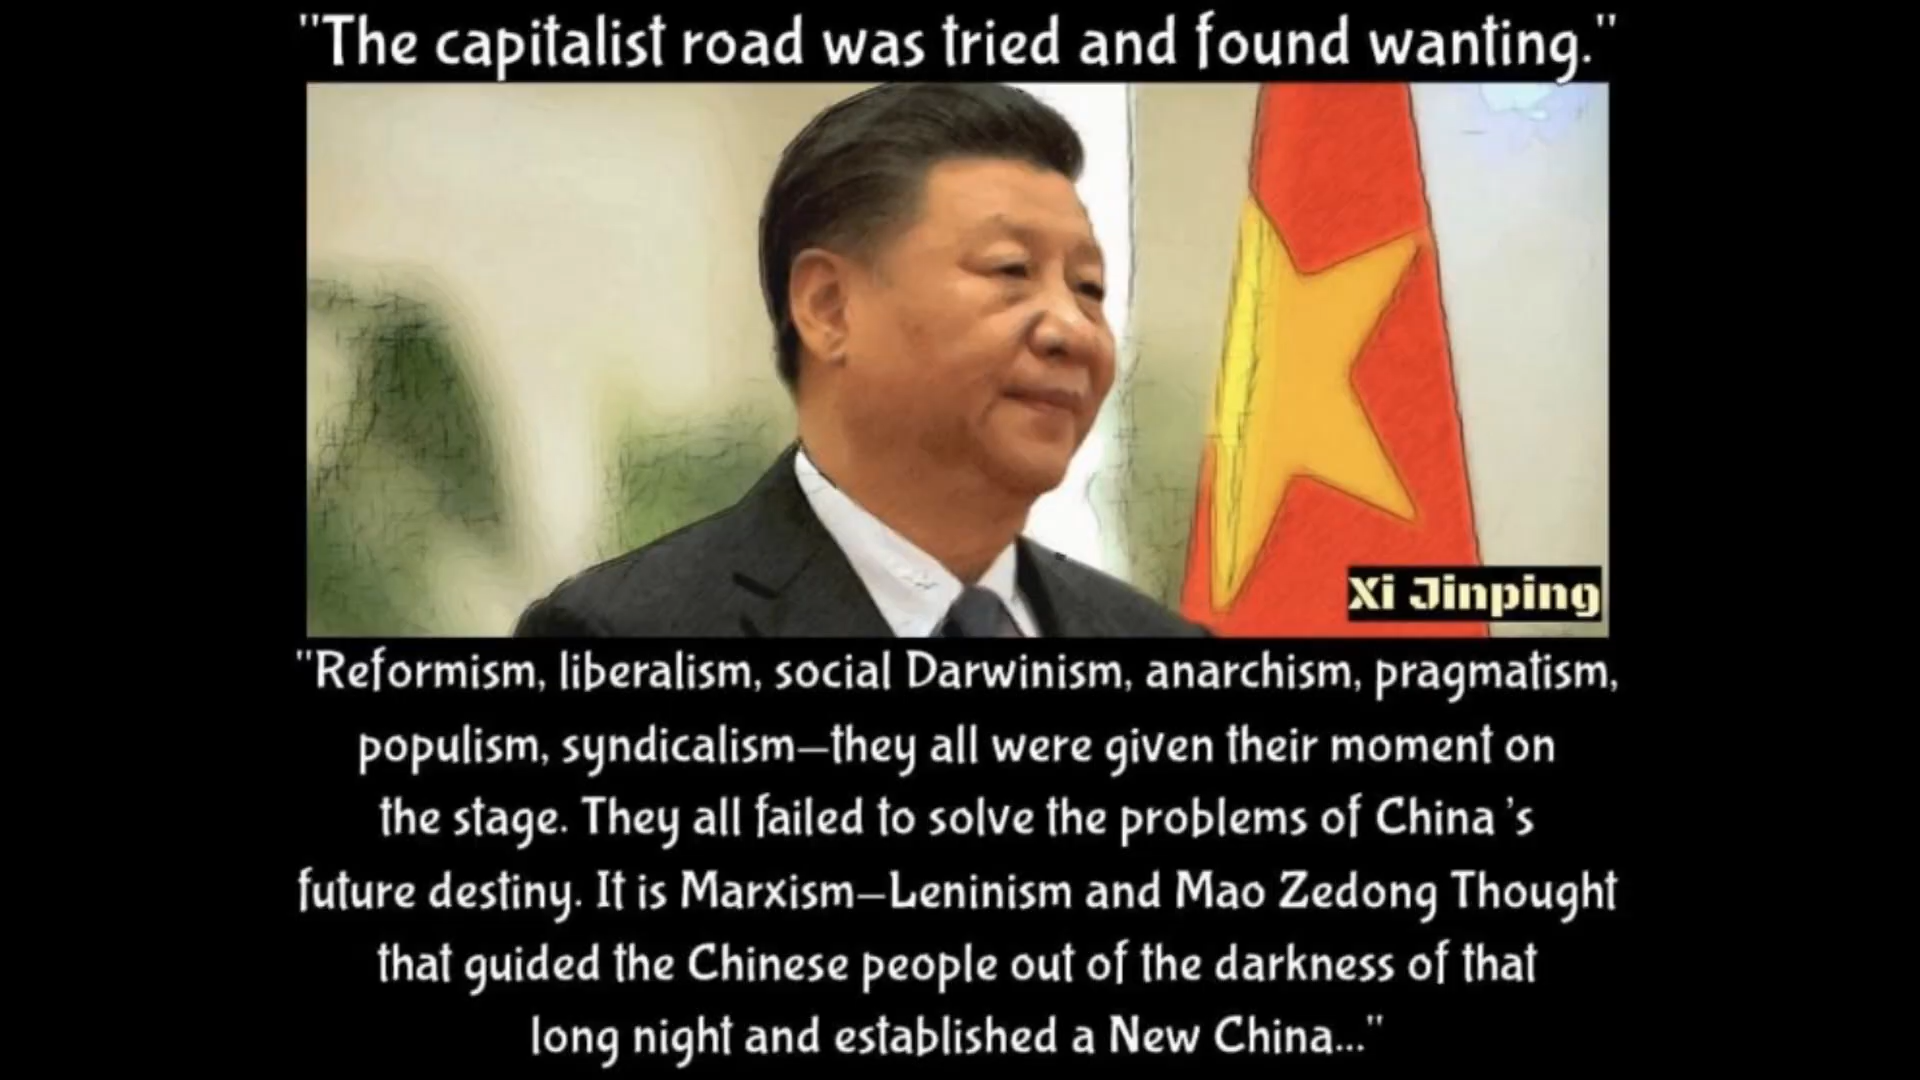 "The capitalist road was tried and found wanting."
Xi Jinping
"Reformism, liberalism, social Darwinism, anarchism, pragmatism,
populism, syndicalism—they all were given their moment on
the stage. They all failed to solve the problems of China 's
future destiny. It is Marxism—Leninism and Mao Zedong Thought
that guided the Chinese people out of the darkness of that
long night and established a New China..."